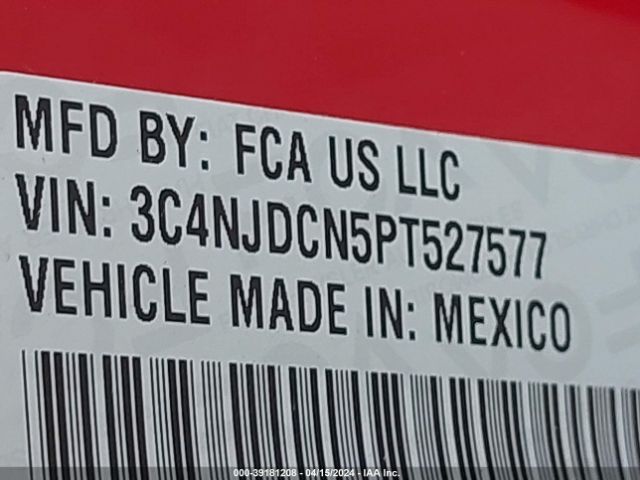 MFD BY: FCA US LLC
VIN: 3C4NJDCN5PT527577
VEHICLE MADE IN: MEXICO
000-39181208 - 04/15/2024 - IAA Inc.